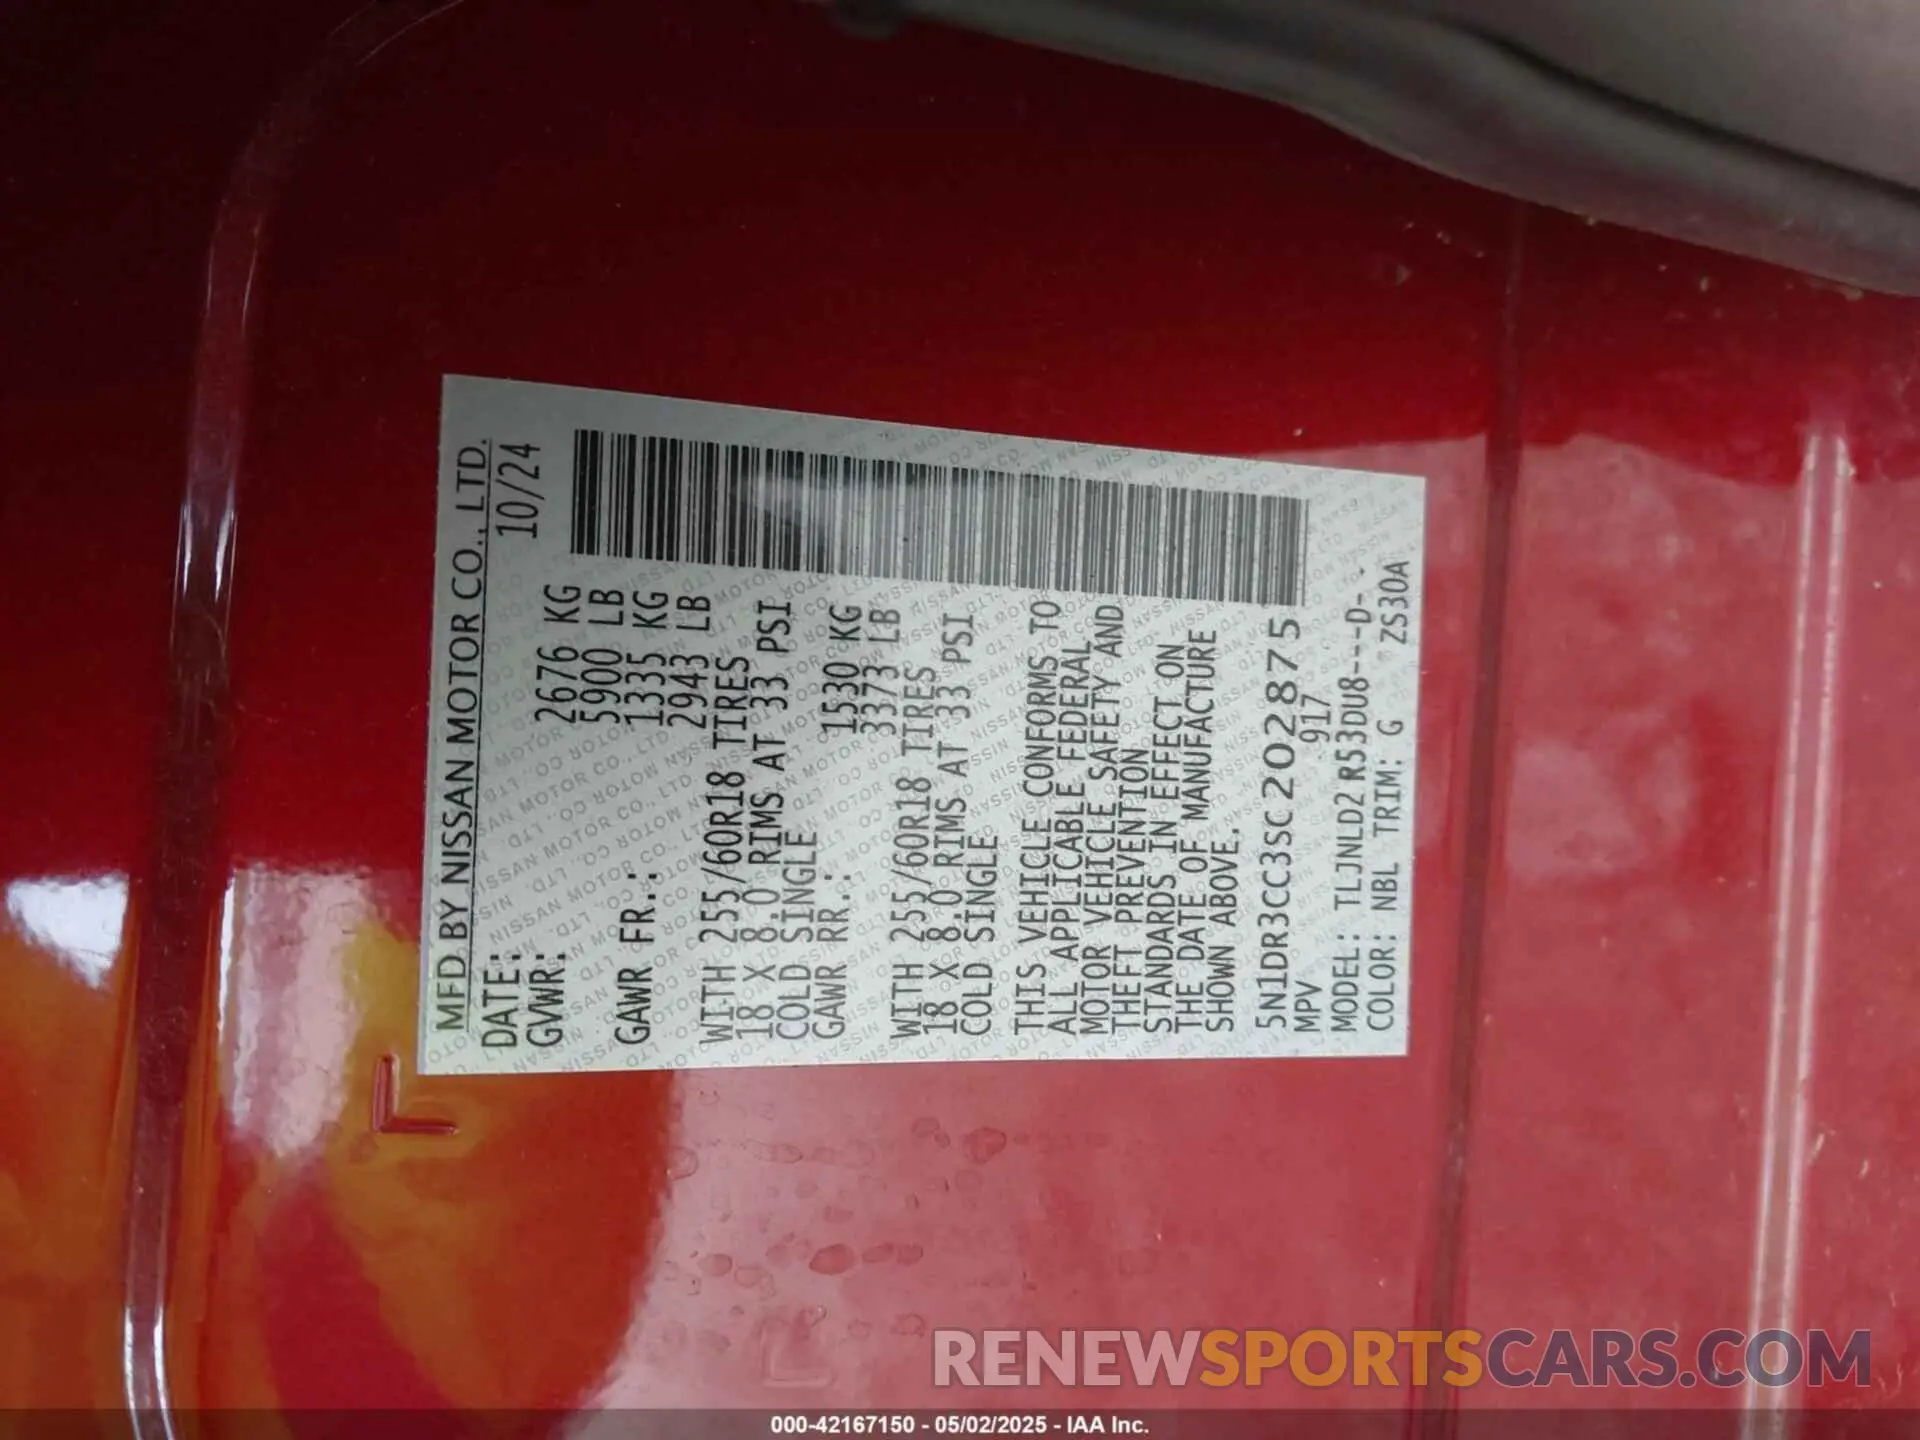 MFD. BY NISSAN MOTOR CO., LTD.
DATE: 10/24
GVWR: 2676 KG
5900 LB
GAWR FR.: 1335 KG
2943 LB
WITH 255/60R18 TIRES
18 X 8.0 RIMS AT 33 PSI
COLD SINGLE
GAWR RR.: 1530 KG
3373 LB
WITH 255/60R18 TIRES
18 X 8.0 RIMS AT 33 PSI
COLD SINGLE
THIS VEHICLE CONFORMS TO
ALL APPLICABLE FEDERAL
MOTOR VEHICLE SAFETY AND
THEFT PREVENTION
STANDARDS IN EFFECT ON
THE DATE OF MANUFACTURE
SHOWN ABOVE.
5N1DR3CC3SC202875
MPV 917
MODEL: TLJNLD2 R53DU8---D-
COLOR: NBL TRIM: G ZS30A
RENEWSPORTSCARS.COM
000-42167150 - 05/02/2025 - IAA Inc.